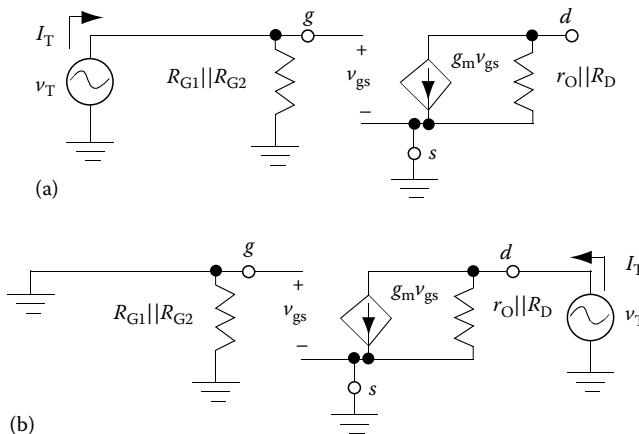 g
d
I_T
+
g_m v_gs
R_G1||R_G2
v_gs
r_O||R_D
v_T
−
s
(a)
g
d
I_T
+
g_m v_gs
R_G1||R_G2
v_gs
r_O||R_D
v_T
−
s
(b)